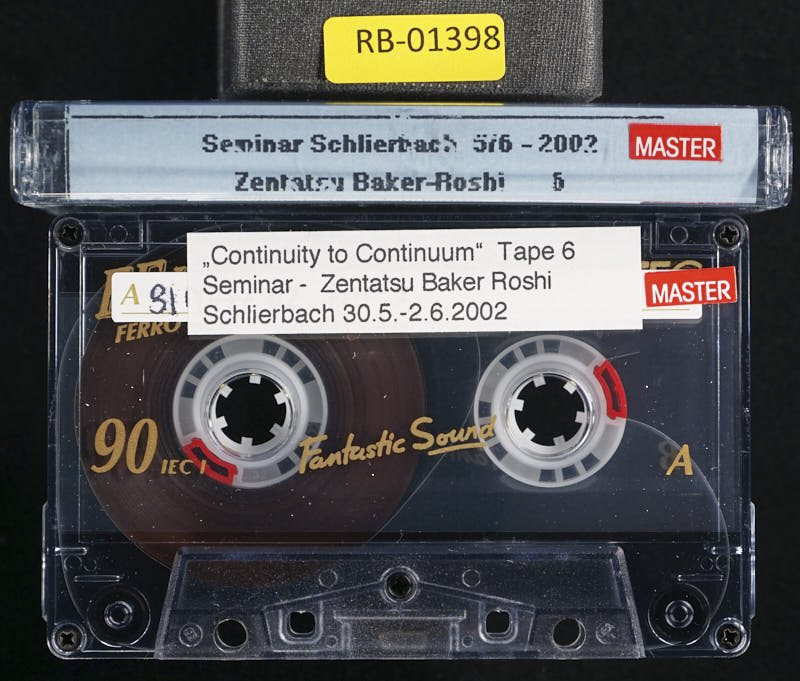 RB-01398
Seminar Schlierbach 5/6 - 2002
MASTER
Zentatsu Baker-Roshi 6
„Continuity to Continuum“ Tape 6
Seminar - Zentatsu Baker Roshi
Schlierbach 30.5.-2.6.2002
MASTER
A
FERRO
90 IEC I
Fantastic Sound
A